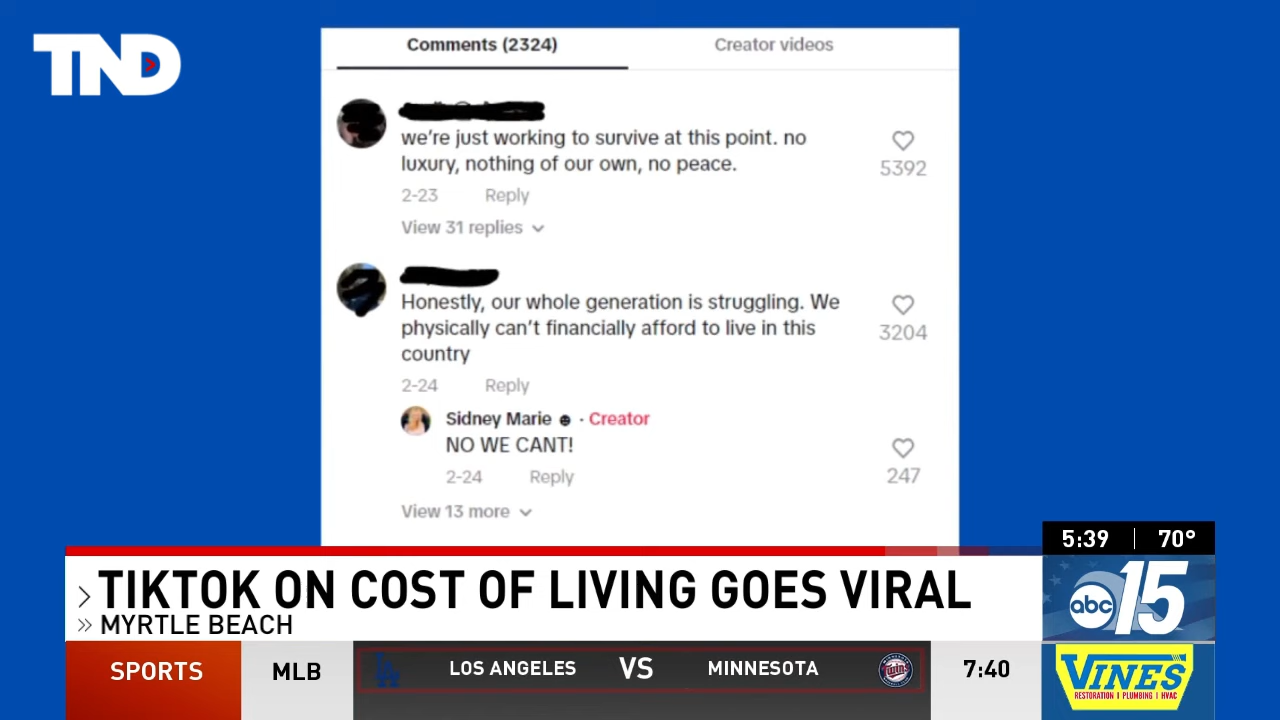 TND
Comments (2324)
Creator videos
we're just working to survive at this point. no
luxury, nothing of our own, no peace.
5392
2-23 Reply
View 31 replies
Honestly, our whole generation is struggling. We
physically can't financially afford to live in this
country
3204
2-24 Reply
Sidney Marie · Creator
NO WE CANT!
247
2-24 Reply
View 13 more
5:39 70°
TIKTOK ON COST OF LIVING GOES VIRAL
MYRTLE BEACH
abc 15
SPORTS MLB LA LOS ANGELES VS MINNESOTA Twins 7:40
VINES
RESTORATION | PLUMBING | HVAC